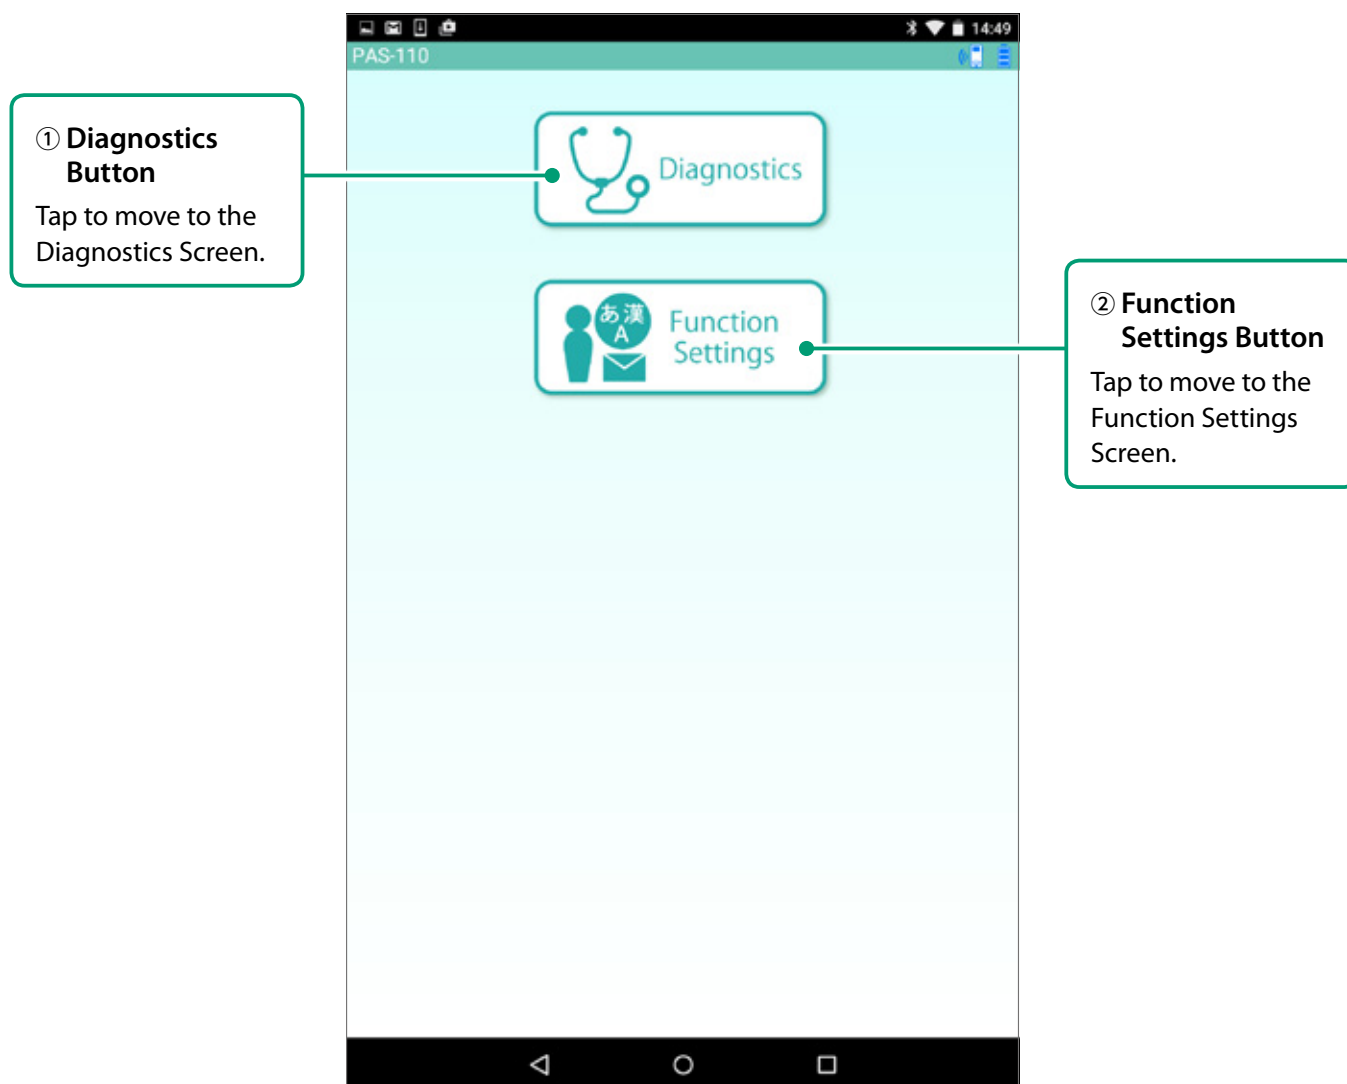 14:49
PAS-110
① Diagnostics
Button
Tap to move to the
Diagnostics Screen.
Diagnostics
あ漢
A
Function
Settings
② Function
Settings Button
Tap to move to the
Function Settings
Screen.